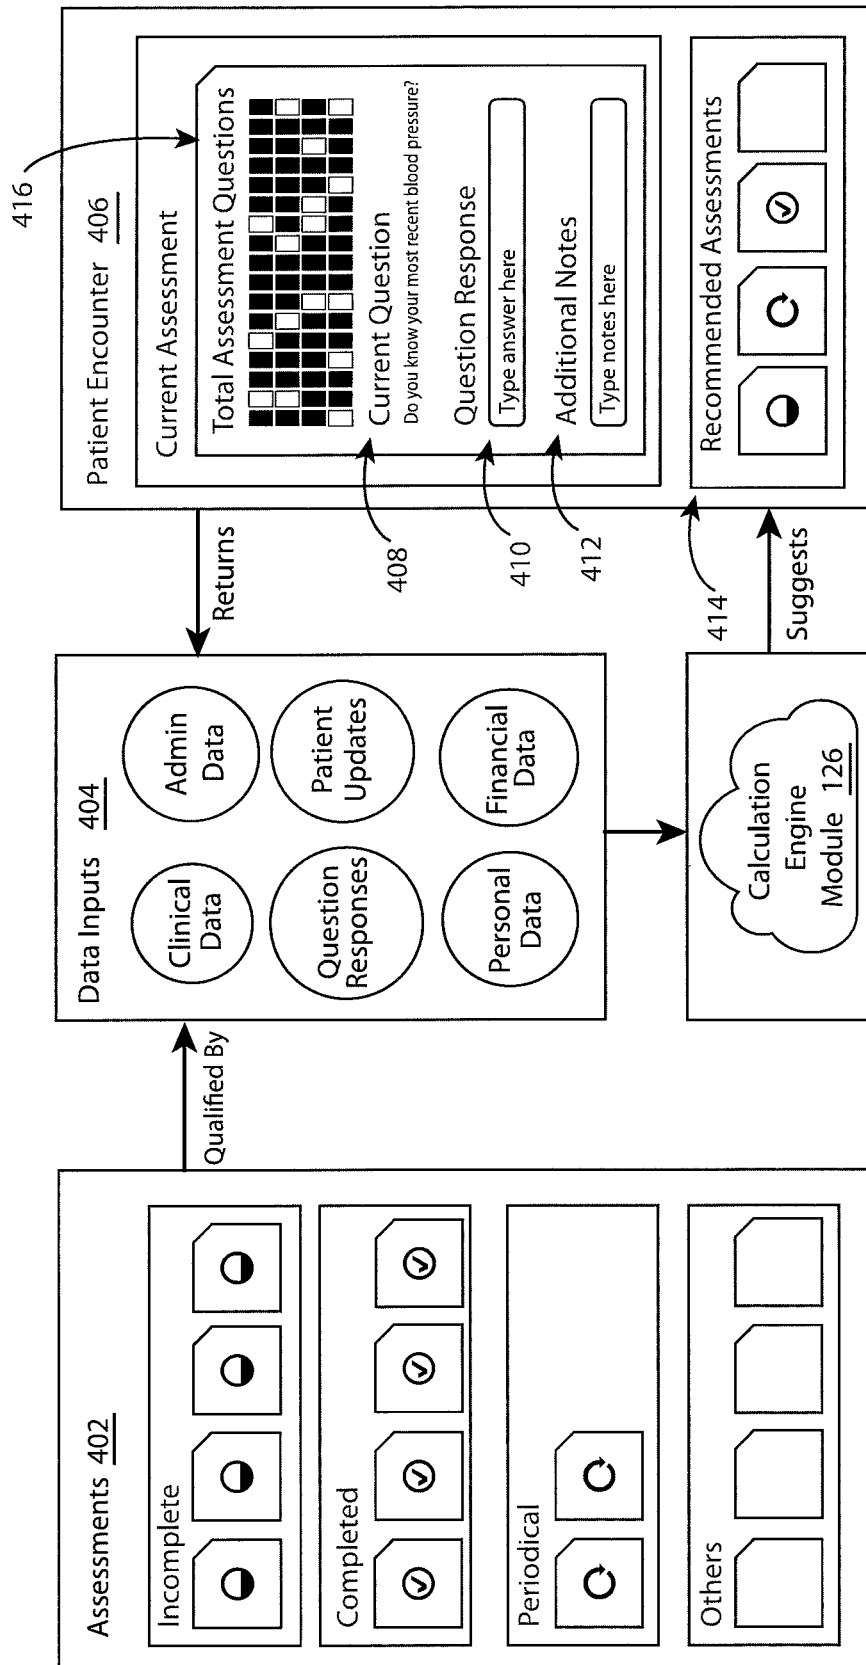 Assessments 402
Incomplete
Completed
Periodical
Others
Qualified By
Data Inputs 404
Clinical
Data
Admin
Data
Question
Responses
Patient
Updates
Personal
Data
Financial
Data
Calculation
Engine
Module 126
Returns
Suggests
Patient Encounter 406
416
Current Assessment
Total Assessment Questions
408
Current Question
Do you know your most recent blood pressure?
410
Question Response
Type answer here
412
Additional Notes
Type notes here
414
Recommended Assessments